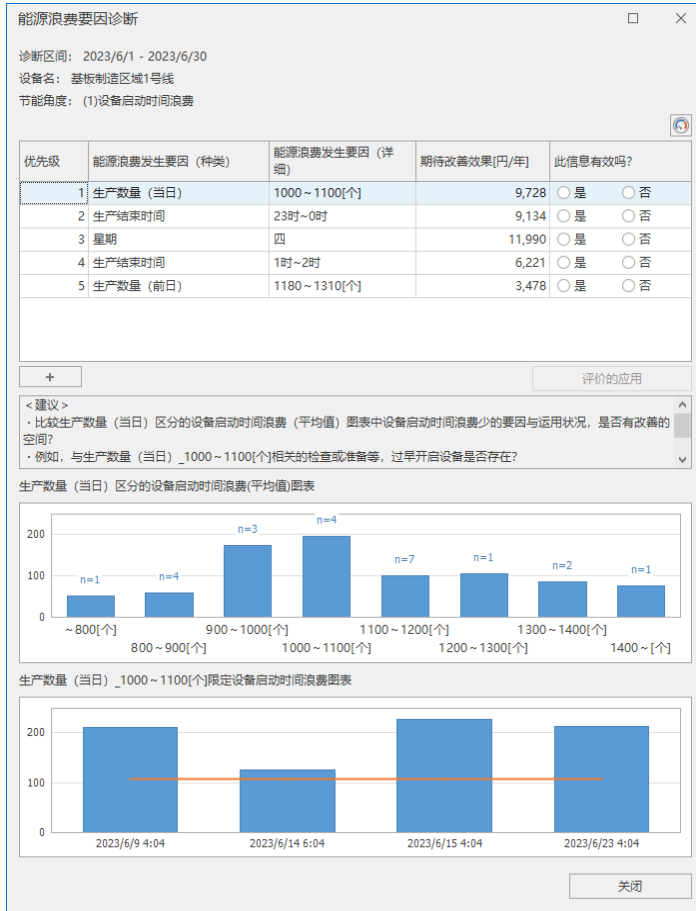 能源浪费要因诊断
诊断区间： 2023/6/1 - 2023/6/30
设备名： 基板制造区域1号线
节能角度： (1)设备启动时间浪费
优先级 能源浪费发生要因（种类） 能源浪费发生要因（详细） 期待改善效果[円/年] 此信息有效吗?
1 生产数量（当日） 1000～1100[个] 9,728 是 否
2 生产结束时间 23时~0时 9,134 是 否
3 星期 四 11,990 是 否
4 生产结束时间 1时~2时 6,221 是 否
5 生产数量（前日） 1180～1310[个] 3,478 是 否
+ 评价的应用
<建议>
・比较生产数量（当日）区分的设备启动时间浪费（平均值）图表中设备启动时间浪费少的要因与运用状况，是否有改善的
空间？
・例如，与生产数量（当日）_1000～1100[个]相关的检查或准备等，过早开启设备是否存在？
生产数量（当日）区分的设备启动时间浪费(平均值)图表
200
100
0
n=1 n=4 n=3 n=4 n=7 n=1 n=2 n=1
～800[个] 900～1000[个] 1100～1200[个] 1300～1400[个]
800～900[个] 1000～1100[个] 1200～1300[个] 1400～[个]
生产数量（当日）_1000～1100[个]限定设备启动时间浪费图表
200
100
0
2023/6/9 4:04 2023/6/14 6:04 2023/6/15 4:04 2023/6/23 4:04
关闭